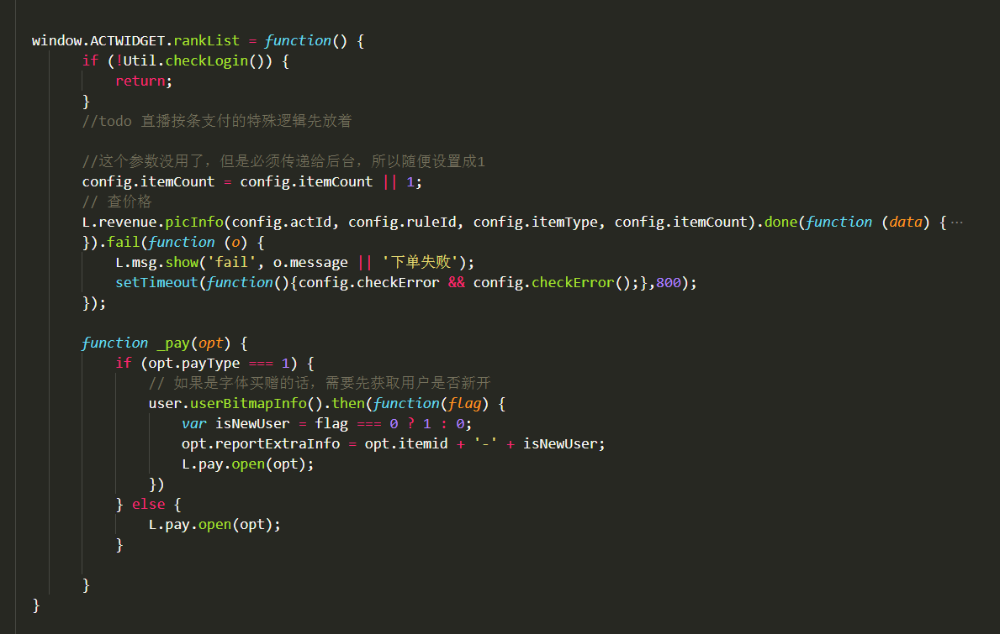 window.ACTWIDGET.rankList = function() {
if (!Util.checkLogin()) {
return;
}
//todo 直播按条支付的特殊逻辑先放着
//这个参数没用了，但是必须传递给后台，所以随便设置成1
config.itemCount = config.itemCount || 1;
// 查价格
L.revenue.picInfo(config.actId, config.ruleId, config.itemType, config.itemCount).done(function (data) {···
}).fail(function (o) {
L.msg.show('fail', o.message || '下单失败');
setTimeout(function(){config.checkError && config.checkError();},800);
});
function _pay(opt) {
if (opt.payType === 1) {
// 如果是字体买赠的话，需要先获取用户是否新开
user.userBitmapInfo().then(function(flag) {
var isNewUser = flag === 0 ? 1 : 0;
opt.reportExtraInfo = opt.itemid + '-' + isNewUser;
L.pay.open(opt);
})
} else {
L.pay.open(opt);
}
}
}